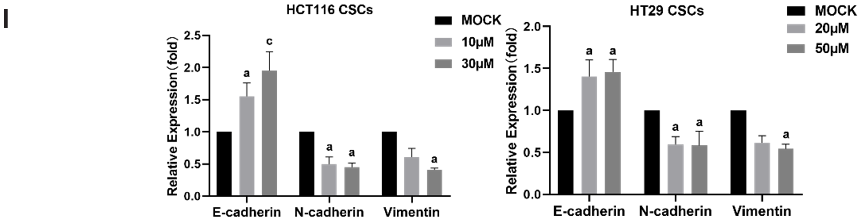 I
HCT116 CSCs
Relative Expression(fold)
2.5
2.0
1.5
1.0
0.5
0.0
MOCK
10μM
30μM
a
c
a
a
a
E-cadherin
N-cadherin
Vimentin
HT29 CSCs
Relative Expression(fold)
2.0
1.5
1.0
0.5
0.0
MOCK
20μM
50μM
a
a
a
a
a
E-cadherin
N-cadherin
Vimentin